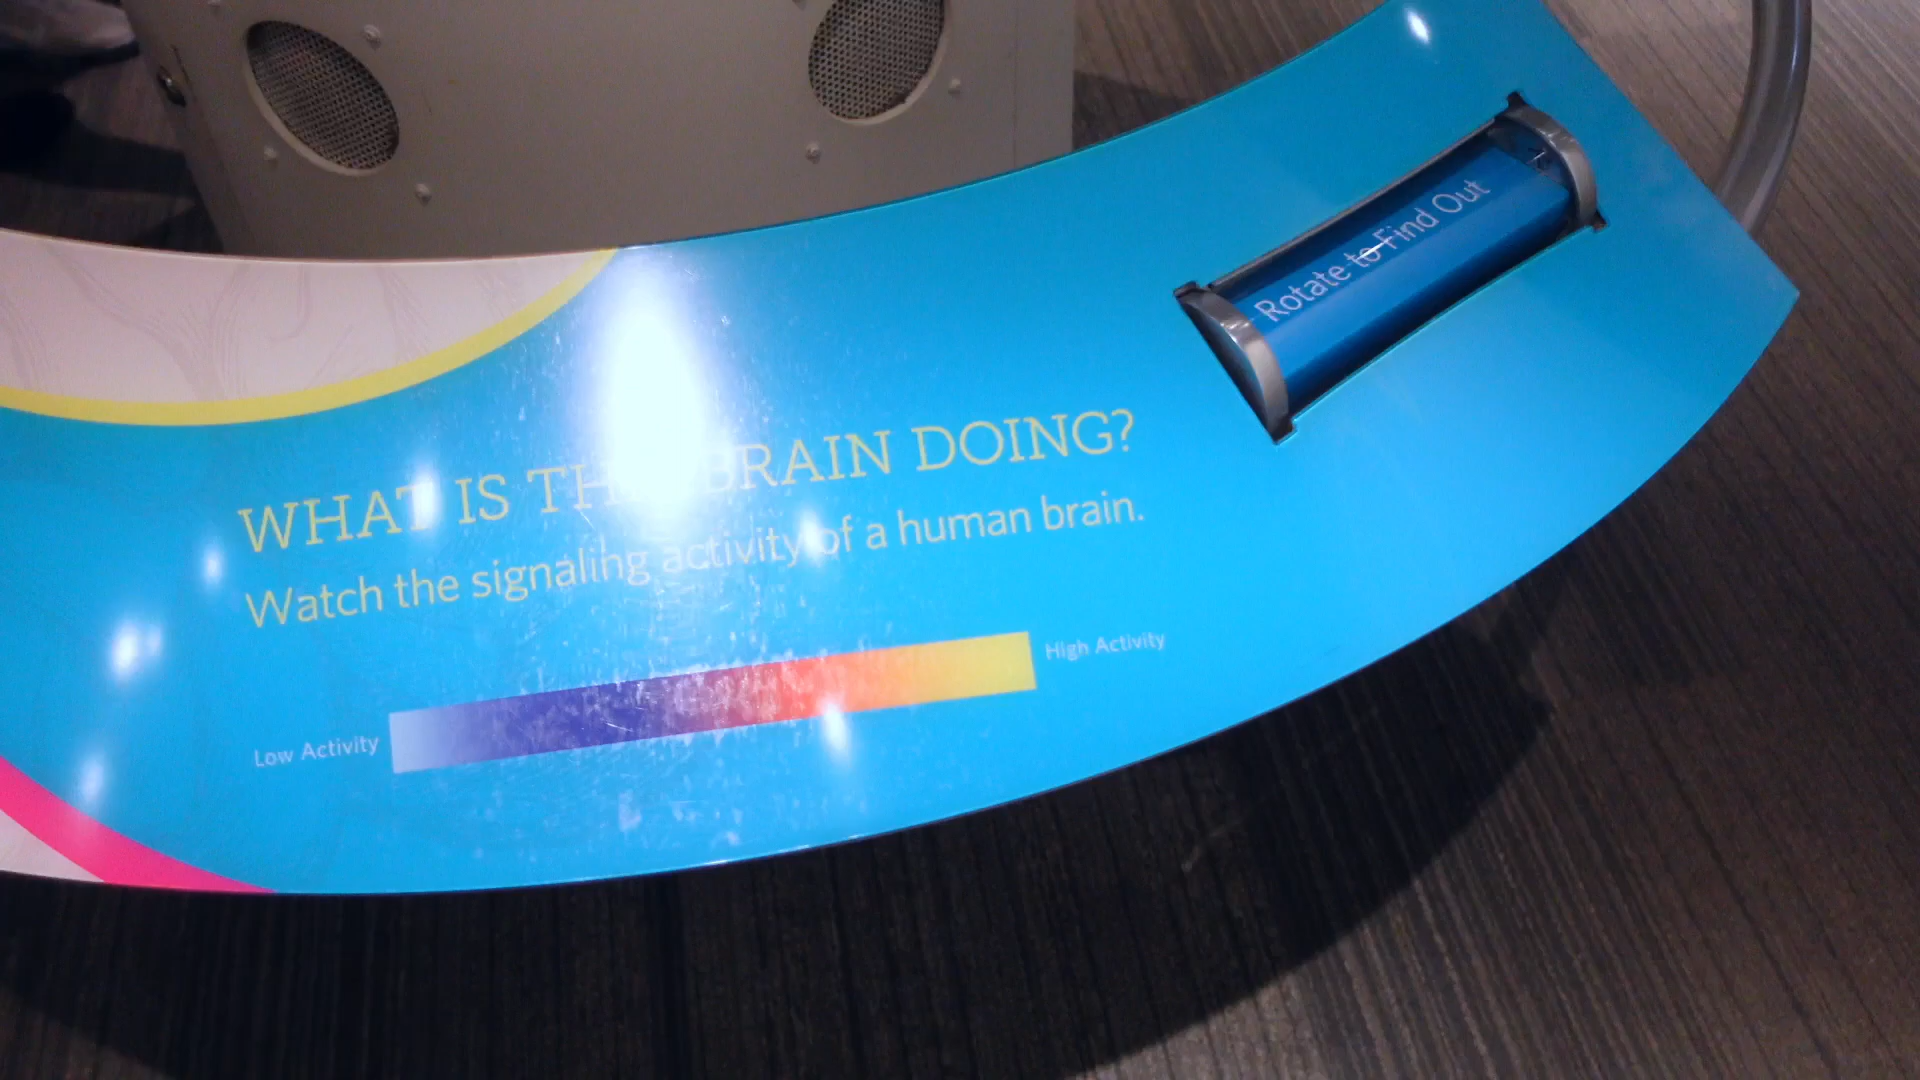 WHAT IS THE BRAIN DOING?
Watch the signaling activity of a human brain.
Low Activity
High Activity
Rotate to Find Out